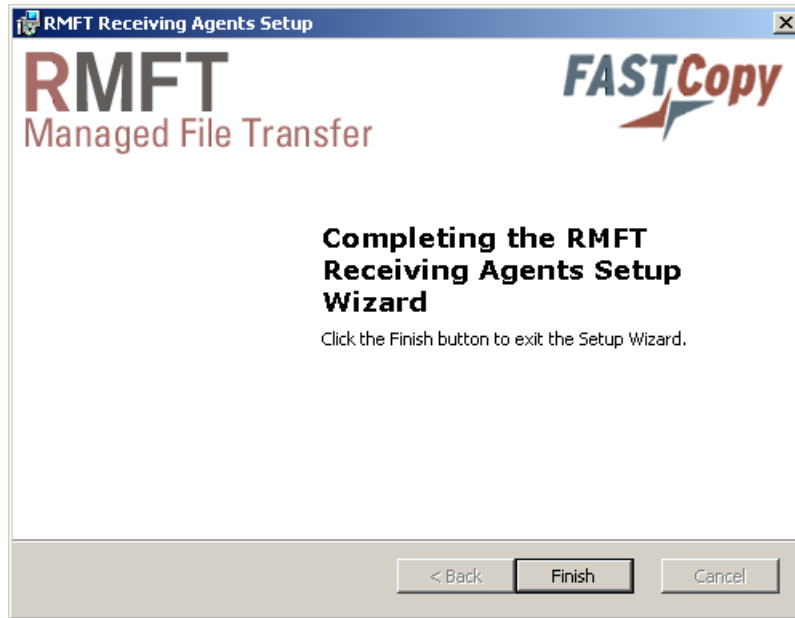 RMFT Receiving Agents Setup
RMFT
Managed File Transfer
FASTCopy
Completing the RMFT
Receiving Agents Setup
Wizard
Click the Finish button to exit the Setup Wizard.
< Back
Finish
Cancel